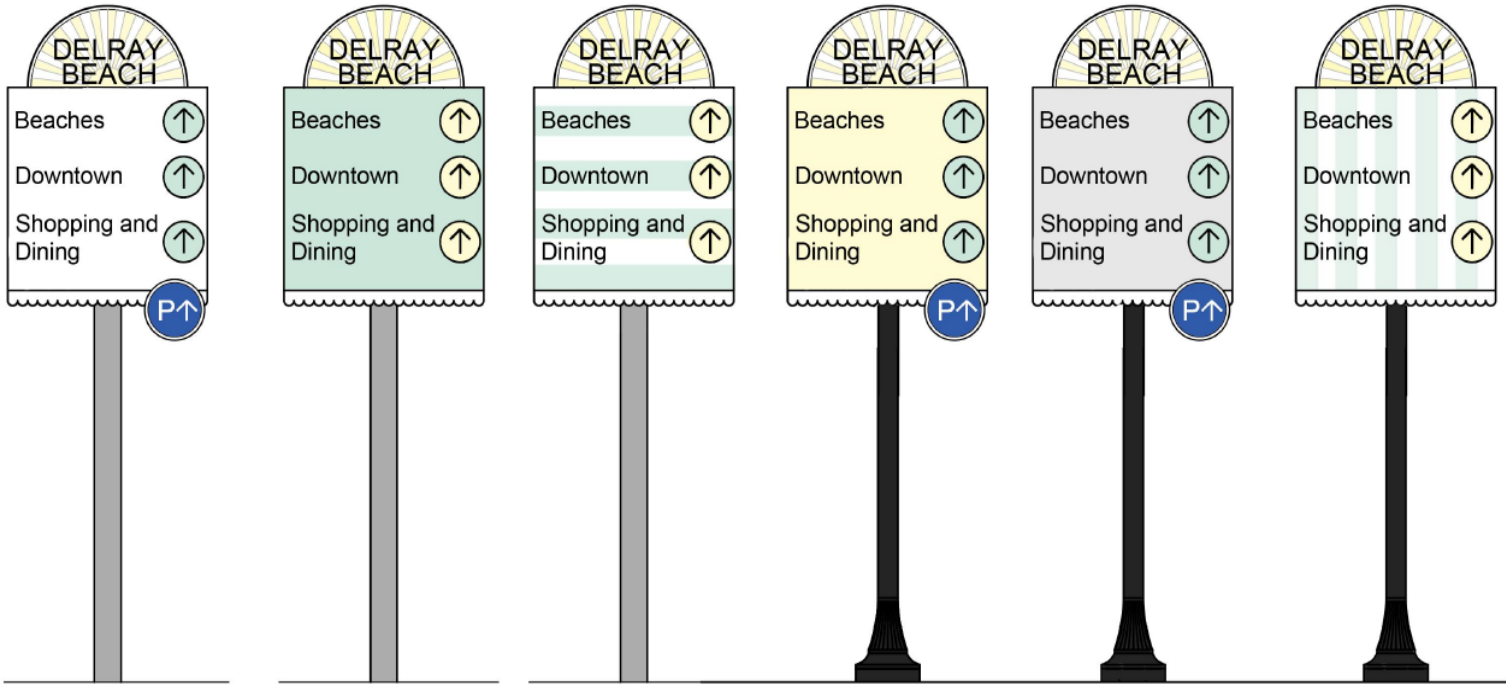 DELRAY
BEACH
Beaches ↑
Downtown ↑
Shopping and
Dining ↑
P↑
DELRAY
BEACH
Beaches ↑
Downtown ↑
Shopping and
Dining ↑
DELRAY
BEACH
Beaches ↑
Downtown ↑
Shopping and
Dining ↑
DELRAY
BEACH
Beaches ↑
Downtown ↑
Shopping and
Dining ↑
P↑
DELRAY
BEACH
Beaches ↑
Downtown ↑
Shopping and
Dining ↑
P↑
DELRAY
BEACH
Beaches ↑
Downtown ↑
Shopping and
Dining ↑